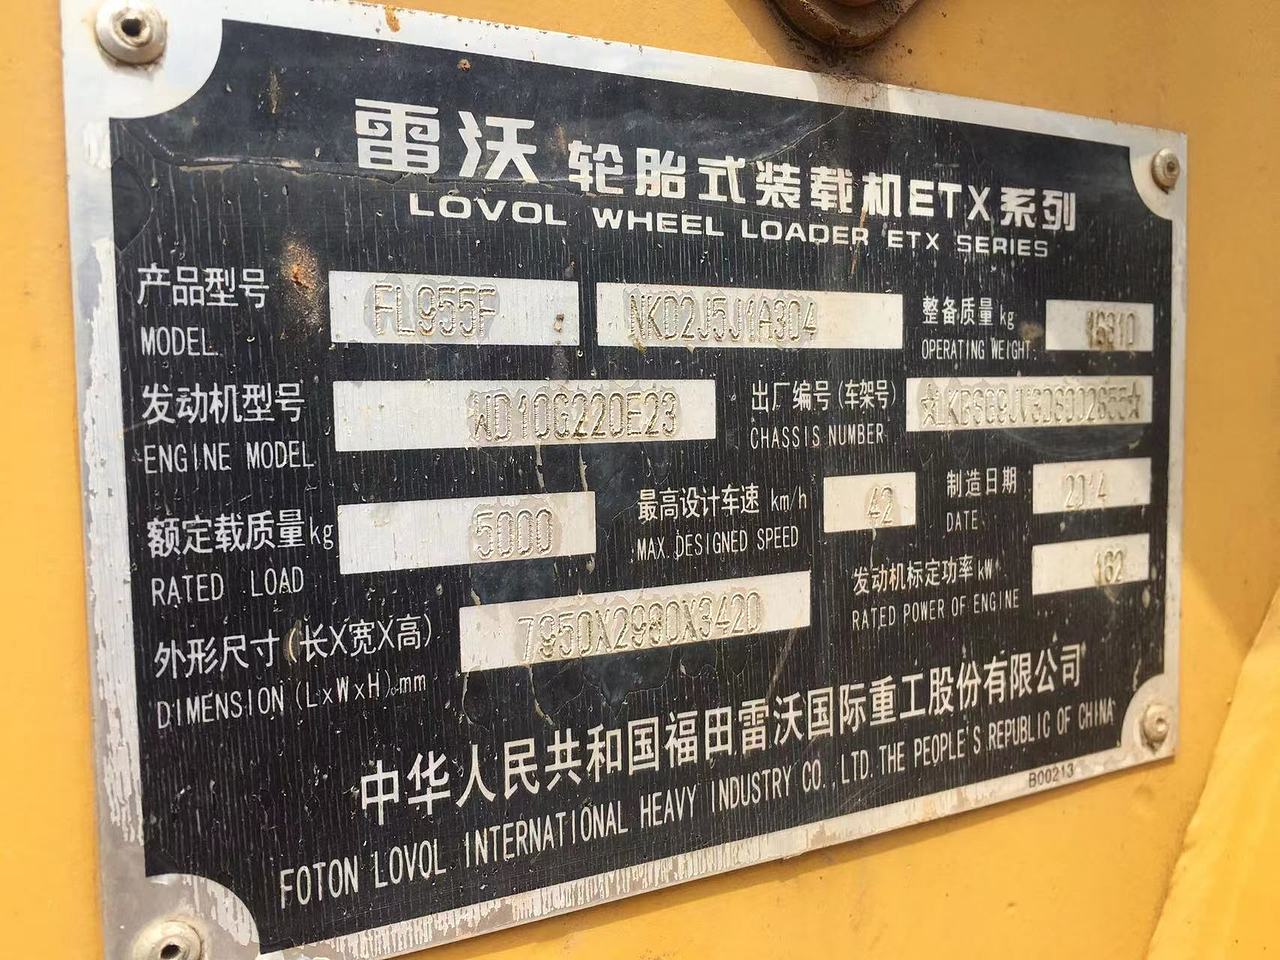 雷沃 轮胎式装载机ETX系列
LOVOL WHEEL LOADER ETX SERIES
产品型号 FL955F NKD2J5J1A304 整备质量 kg 16310
MODEL OPERATING WEIGHT
发动机型号 WD10G220E23 出厂编号(车架号)
ENGINE MODEL CHASSIS NUMBER
额定载质量kg 5000 最高设计车速 km/h 42 制造日期 2014
RATED LOAD MAX.DESIGNED SPEED DATE
外形尺寸(长X宽X高) 7950X2980X3420 发动机标定功率kW 162
DIMENSION(LxWxH).mm RATED POWER OF ENGINE
中华人民共和国福田雷沃国际重工股份有限公司
FOTON LOVOL INTERNATIONAL HEAVY INDUSTRY CO.,LTD.THE PEOPLE'S REPUBLIC OF CHINA
B00213